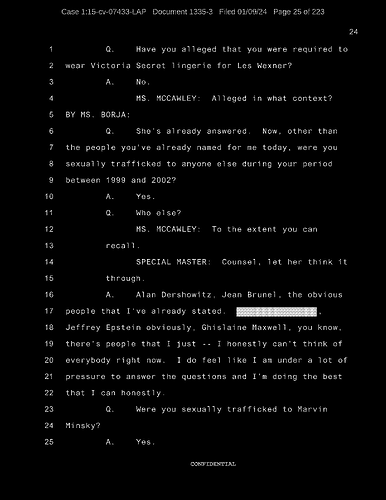 Case 1:15-cv-07433-LAP Document 1335-3 Filed 01/09/24 Page 25 of 223
24
1 Q. Have you alleged that you were required to
2 wear Victoria Secret lingerie for Les Wexner?
3 A. No.
4 MS. MCCAWLEY: Alleged in what context?
5 BY MS. BORJA:
6 Q. She's already answered. Now, other than
7 the people you've already named for me today, were you
8 sexually trafficked to anyone else during your period
9 between 1999 and 2002?
10 A. Yes.
11 Q. Who else?
12 MS. MCCAWLEY: To the extent you can
13 recall.
14 SPECIAL MASTER: Counsel, let her think it
15 through.
16 A. Alan Dershowitz, Jean Brunel, the obvious
17 people that I've already stated. .
18 Jeffrey Epstein obviously, Ghislaine Maxwell, you know,
19 there's people that I just -- I honestly can't think of
20 everybody right now. I do feel like I am under a lot of
21 pressure to answer the questions and I'm doing the best
22 that I can honestly.
23 Q. Were you sexually trafficked to Marvin
24 Minsky?
25 A. Yes.
CONFIDENTIAL